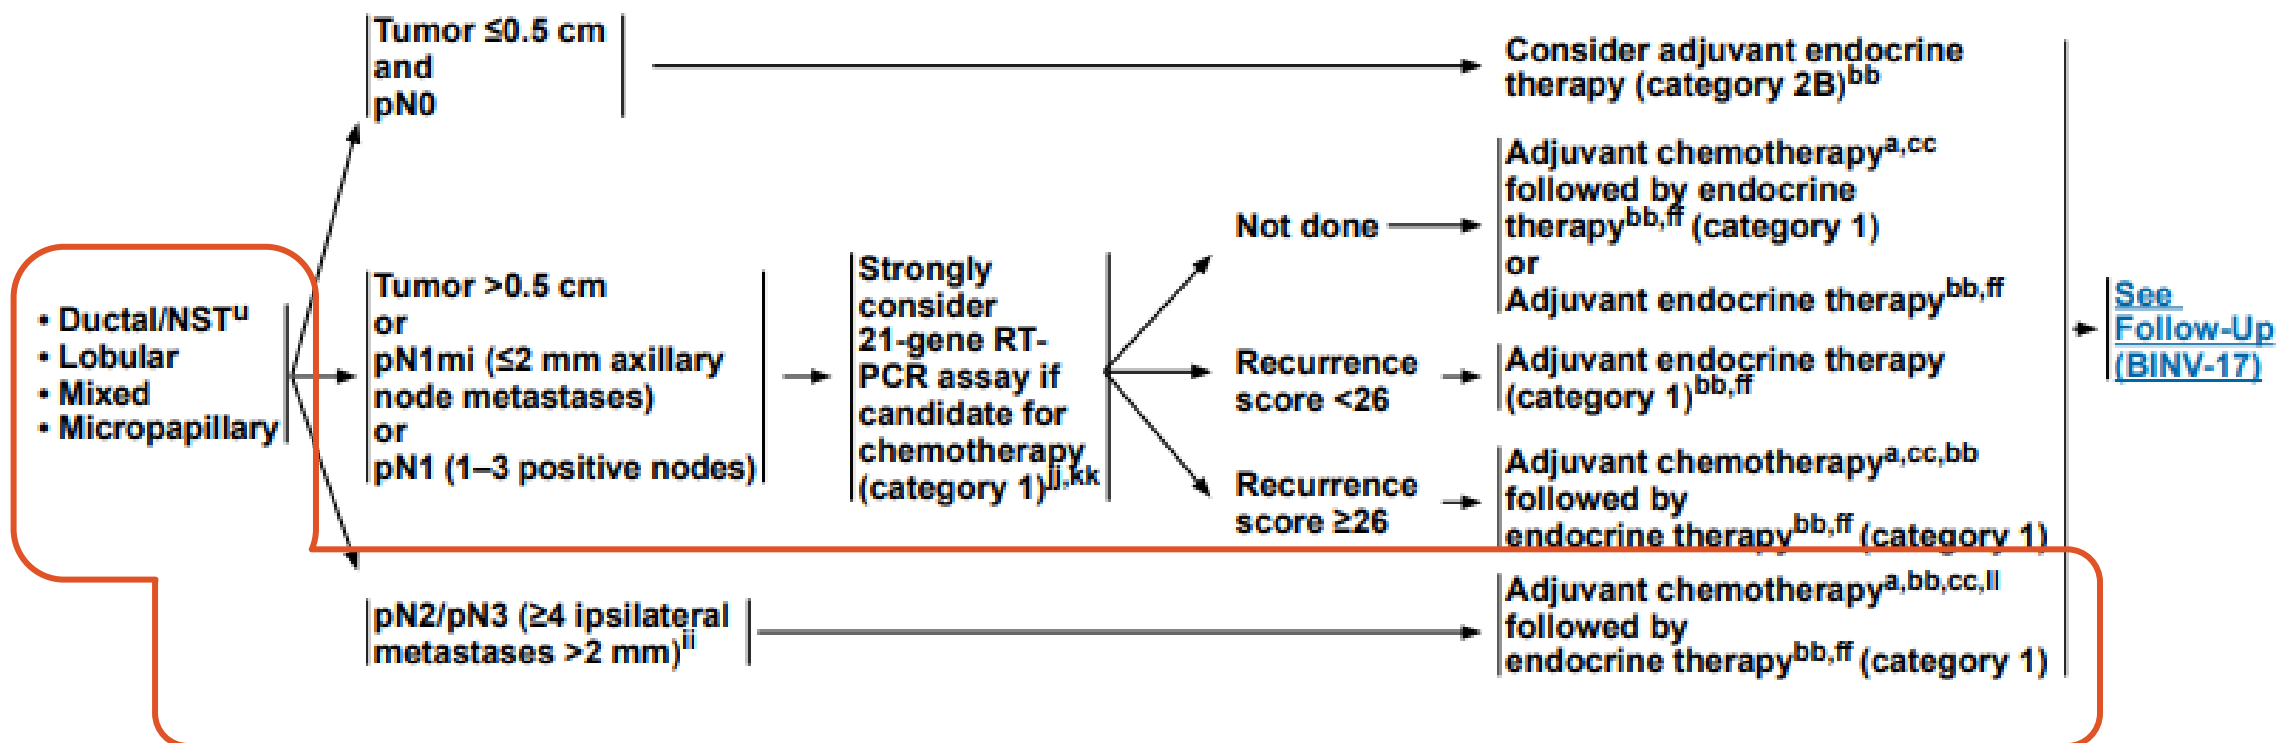 Tumor ≤0.5 cm
and
pN0
Consider adjuvant endocrine
therapy (category 2B)bb
• Ductal/NSTu
• Lobular
• Mixed
• Micropapillary
Tumor >0.5 cm
or
pN1mi (≤2 mm axillary
node metastases)
or
pN1 (1–3 positive nodes)
Strongly
consider
21-gene RT-
PCR assay if
candidate for
chemotherapy
(category 1)jj,kk
Not done
Adjuvant chemotherapya,cc
followed by endocrine
therapybb,ff (category 1)
or
Adjuvant endocrine therapybb,ff
Recurrence
score <26
Adjuvant endocrine therapy
(category 1)bb,ff
Recurrence
score ≥26
Adjuvant chemotherapya,cc,bb
followed by
endocrine therapybb,ff (category 1)
pN2/pN3 (≥4 ipsilateral
metastases >2 mm)ii
Adjuvant chemotherapya,bb,cc,ll
followed by
endocrine therapybb,ff (category 1)
See
Follow-Up
(BINV-17)